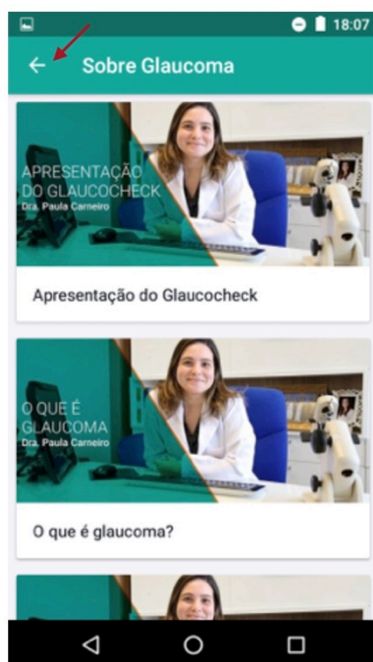 18:07
Sobre Glaucoma
APRESENTAÇÃO
DO GLAUCOCHECK
Dra. Paula Carneiro
Apresentação do Glaucocheck
O QUE É
GLAUCOMA
Dra. Paula Carneiro
O que é glaucoma?